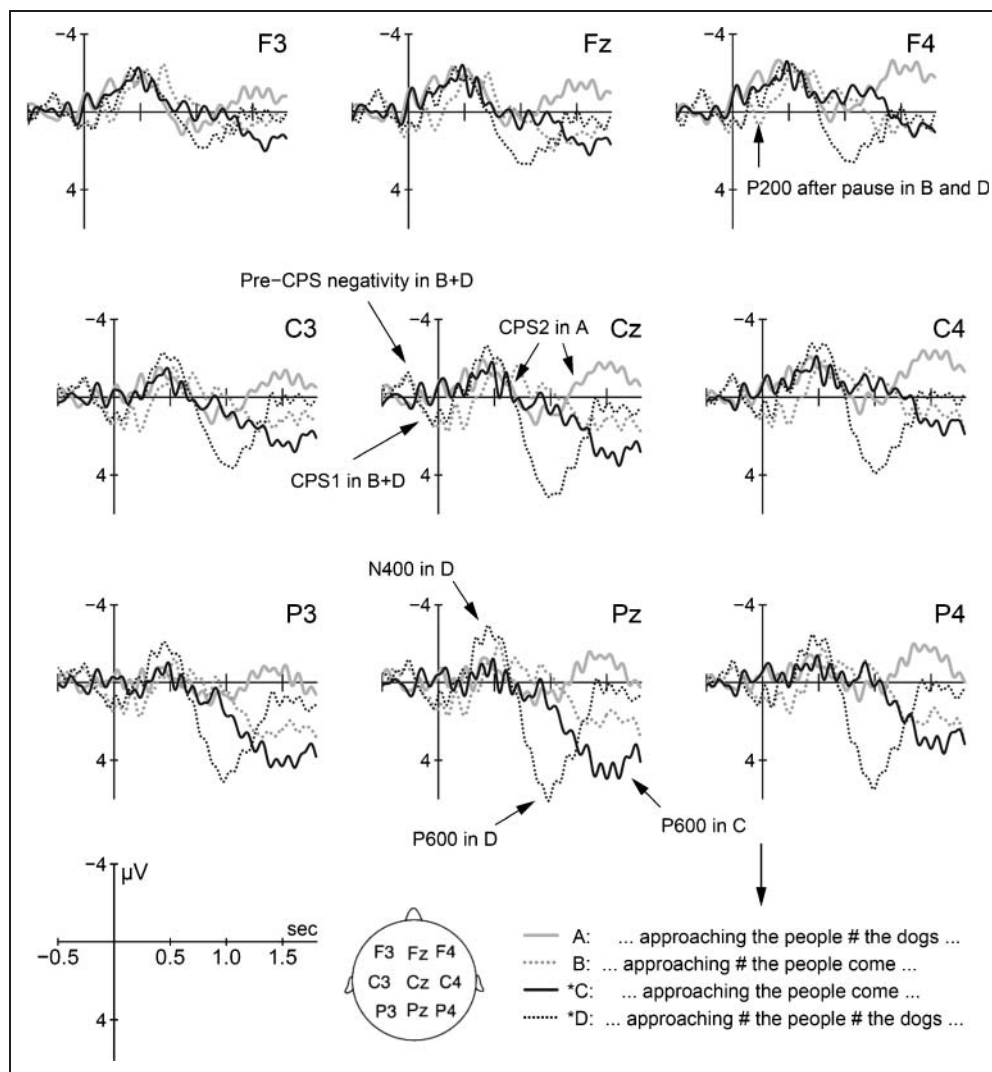 −4
F3
4
−4
Fz
4
−4
F4
4
P200 after pause in B and D
Pre−CPS negativity in B+D
−4
C3
4
CPS1 in B+D
−4
CPS2 in A
Cz
4
−4
C4
4
−4
P3
4
N400 in D
−4
Pz
4
P600 in D
P600 in C
−4
P4
4
−4
µV
sec
−0.5 0.5 1.0 1.5
4
F3 Fz F4
C3 Cz C4
P3 Pz P4
A: ... approaching the people # the dogs ...
B: ... approaching # the people come ...
*C: ... approaching the people come ...
*D: ... approaching # the people # the dogs ...